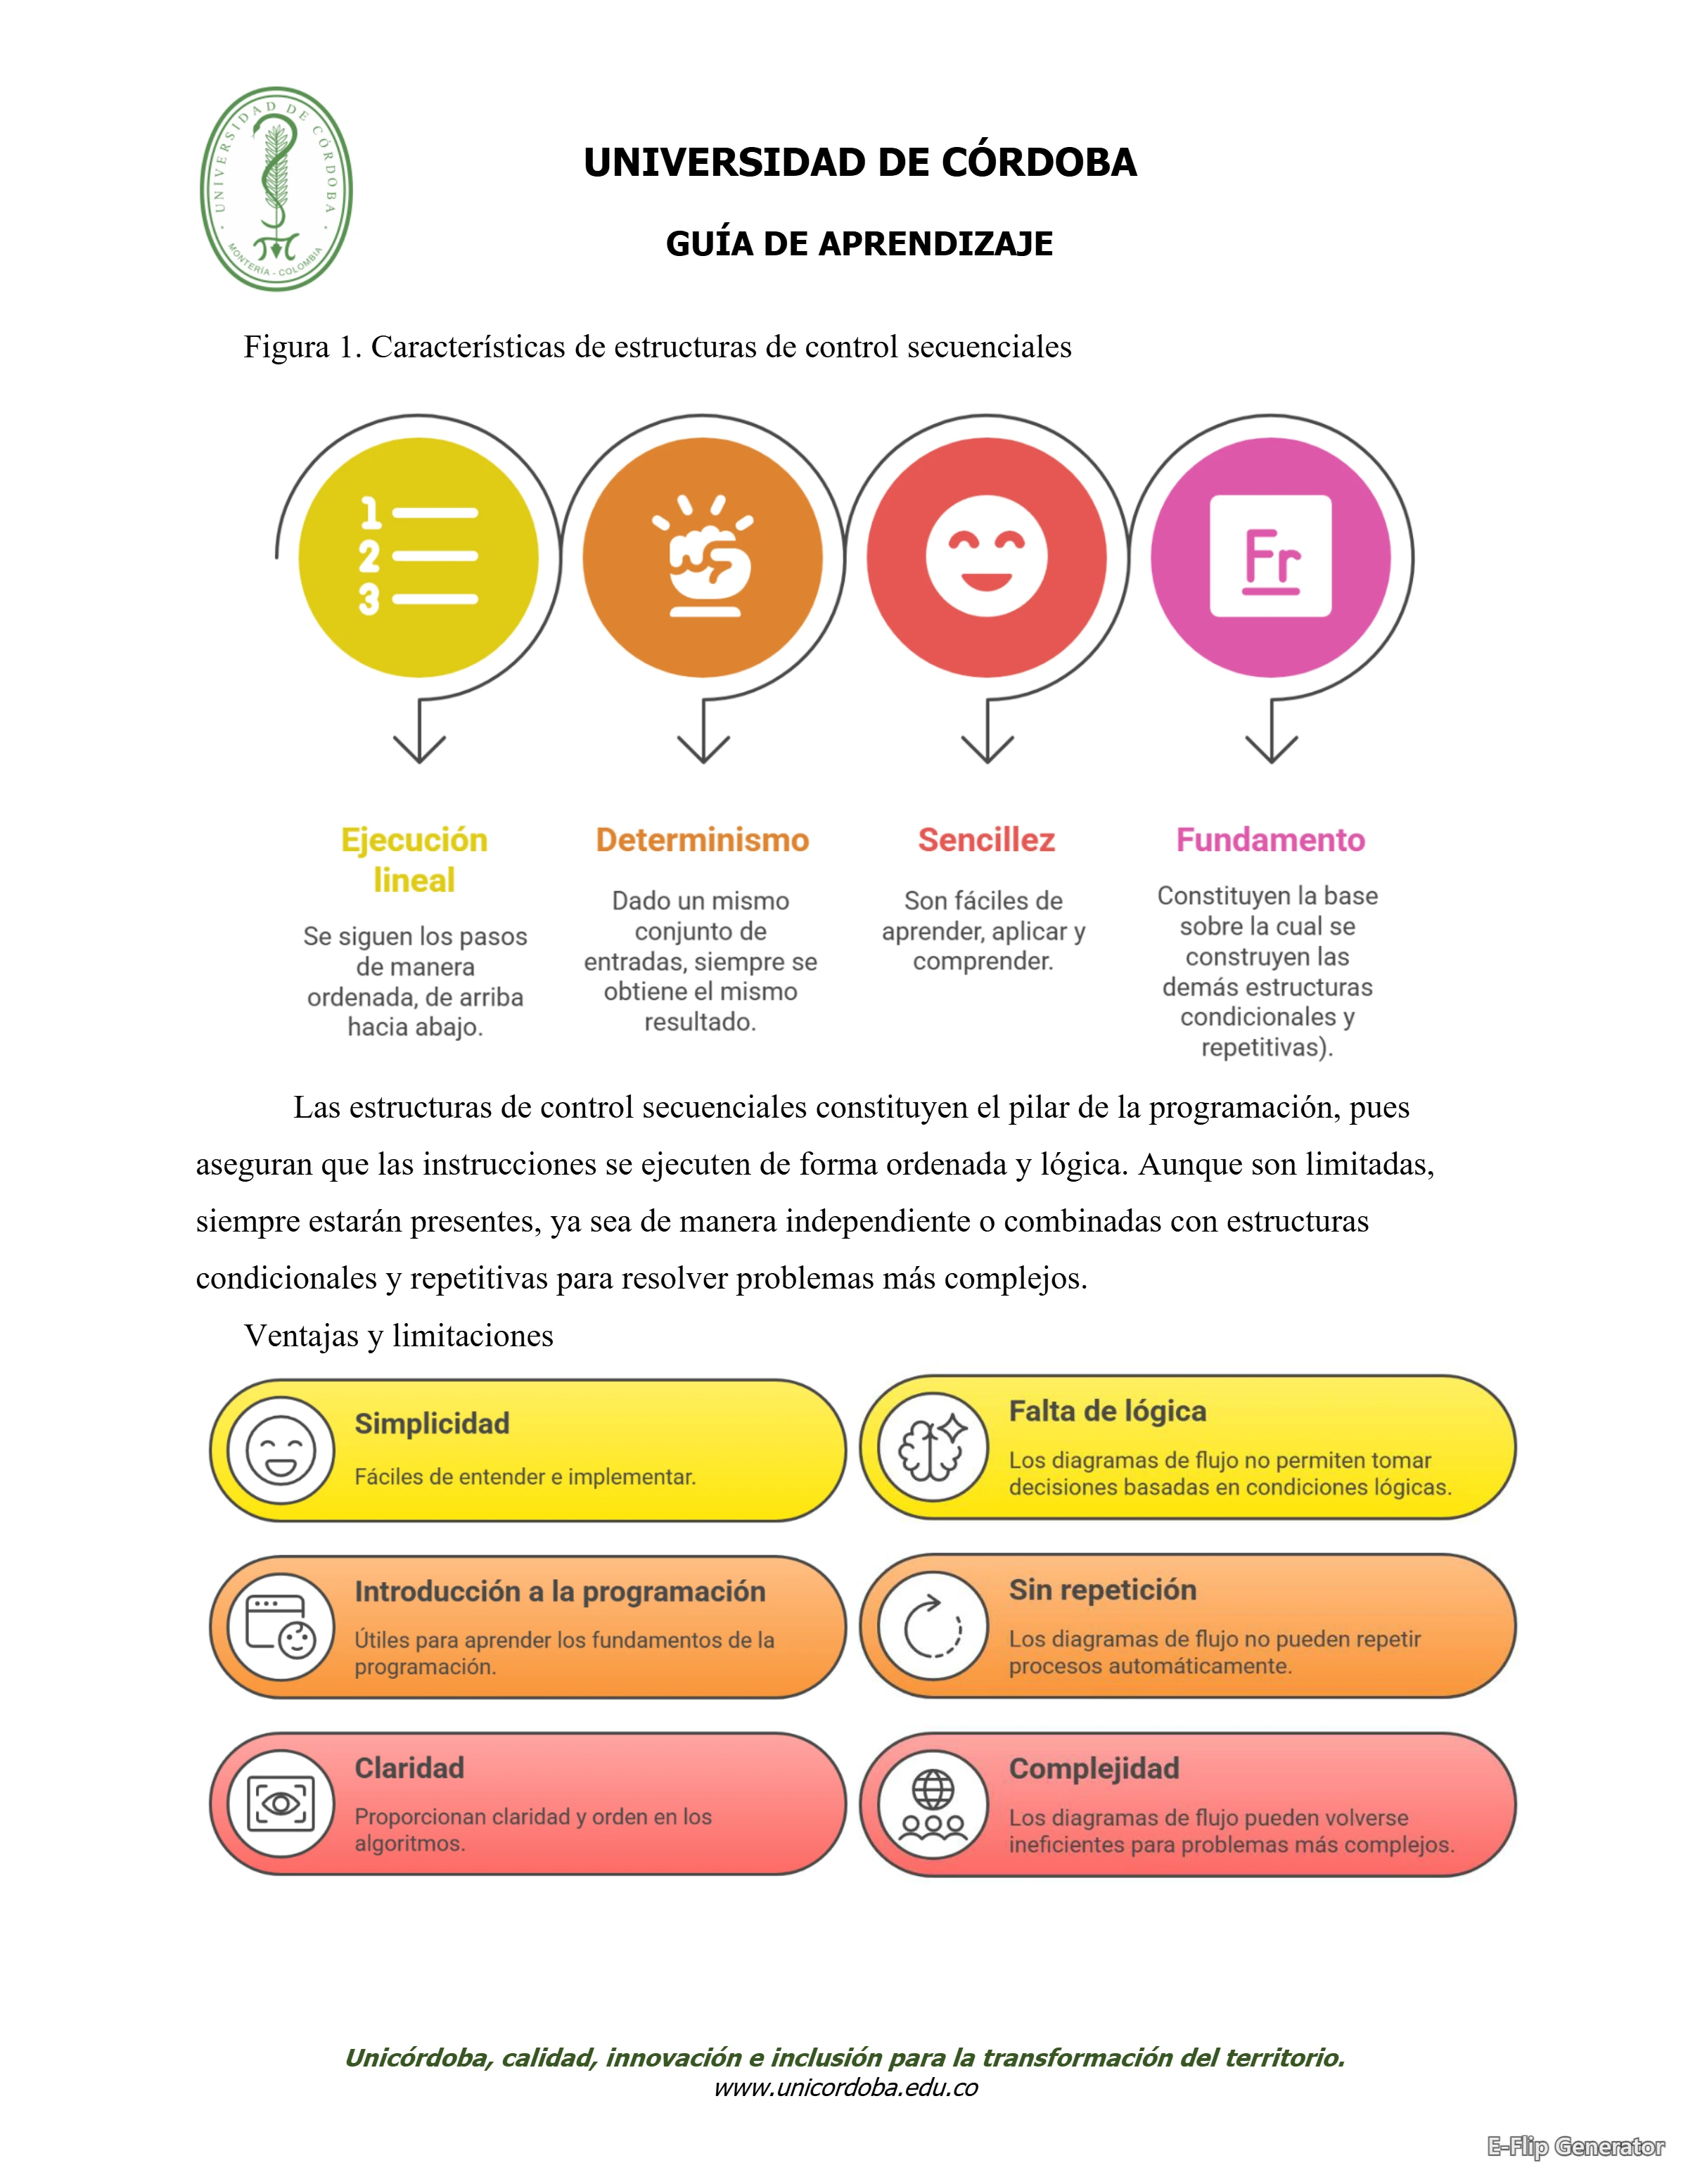 UNIVERSIDAD DE CÓRDOBA
MONTERÍA - COLOMBIA
UNIVERSIDAD DE CÓRDOBA
GUÍA DE APRENDIZAJE
Figura 1. Características de estructuras de control secuenciales
1
2
3
Fr
Ejecución
lineal
Se siguen los pasos
de manera
ordenada, de arriba
hacia abajo.
Determinismo
Dado un mismo
conjunto de
entradas, siempre se
obtiene el mismo
resultado.
Sencillez
Son fáciles de
aprender, aplicar y
comprender.
Fundamento
Constituyen la base
sobre la cual se
construyen las
demás estructuras
condicionales y
repetitivas).
Las estructuras de control secuenciales constituyen el pilar de la programación, pues
aseguran que las instrucciones se ejecuten de forma ordenada y lógica. Aunque son limitadas,
siempre estarán presentes, ya sea de manera independiente o combinadas con estructuras
condicionales y repetitivas para resolver problemas más complejos.
Ventajas y limitaciones
Simplicidad
Fáciles de entender e implementar.
Falta de lógica
Los diagramas de flujo no permiten tomar
decisiones basadas en condiciones lógicas.
Introducción a la programación
Útiles para aprender los fundamentos de la
programación.
Sin repetición
Los diagramas de flujo no pueden repetir
procesos automáticamente.
Claridad
Proporcionan claridad y orden en los
algoritmos.
Complejidad
Los diagramas de flujo pueden volverse
ineficientes para problemas más complejos.
Unicórdoba, calidad, innovación e inclusión para la transformación del territorio.
www.unicordoba.edu.co
E-Flip Generator